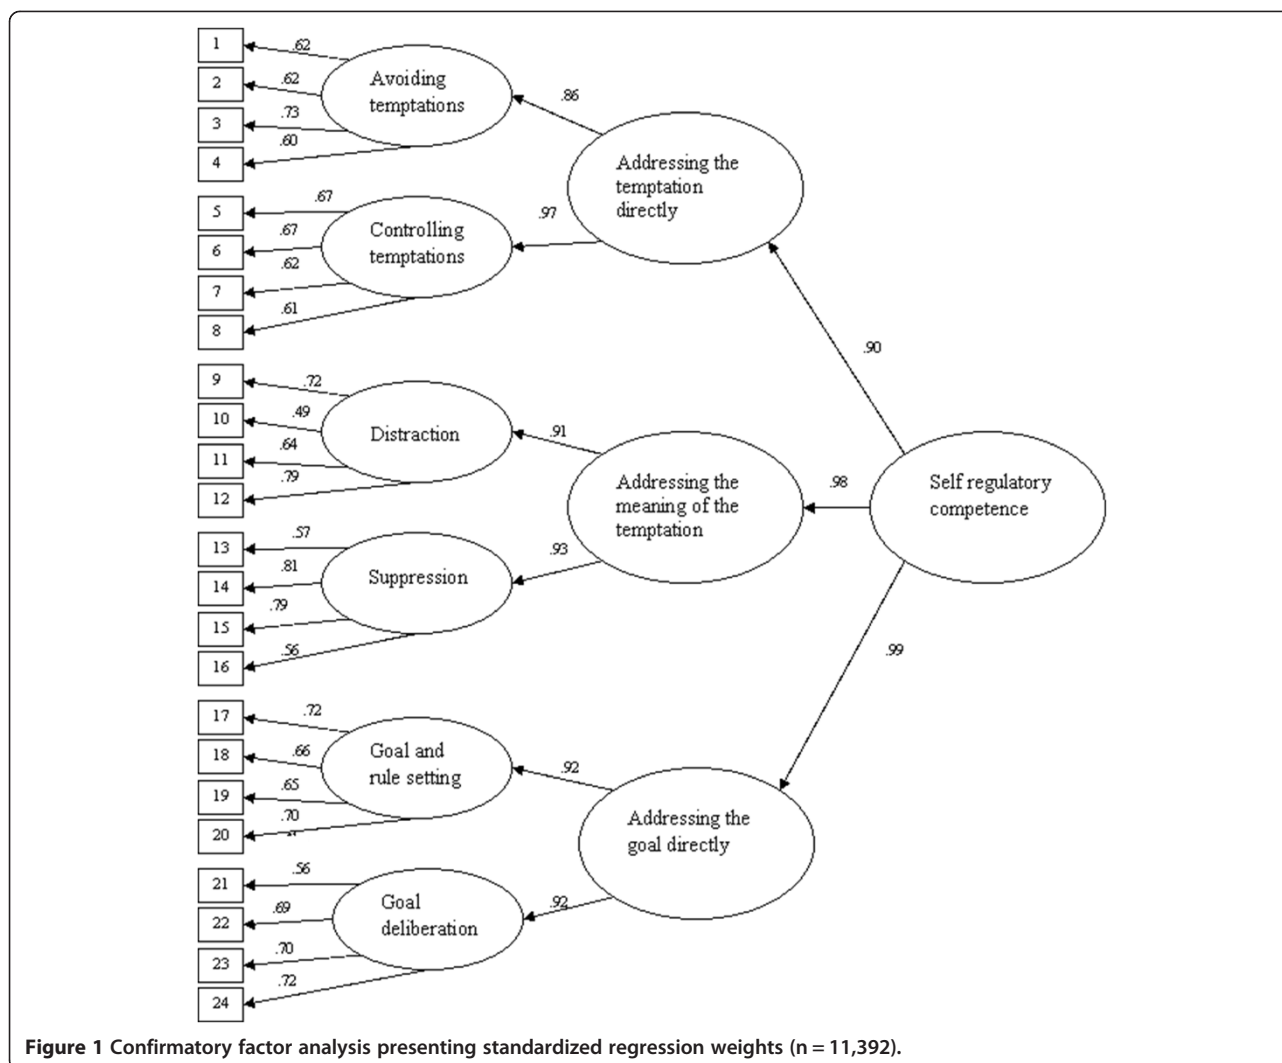 1
.62
Avoiding
temptations
2
.62
3
.73
4
.60
.86
Addressing the
temptation
directly
5
.67
Controlling
temptations
6
.67
7
.62
8
.61
.97
.90
9
.72
Distraction
10
.49
11
.64
12
.79
.91
Addressing the
meaning of the
temptation
.98
Self regulatory
competence
13
.57
Suppression
14
.81
15
.79
16
.56
.93
.99
17
.72
Goal and
rule setting
18
.66
19
.65
20
.70
.92
Addressing the
goal directly
21
.56
Goal
deliberation
22
.69
23
.70
24
.72
.92
Figure 1 Confirmatory factor analysis presenting standardized regression weights (n = 11,392).